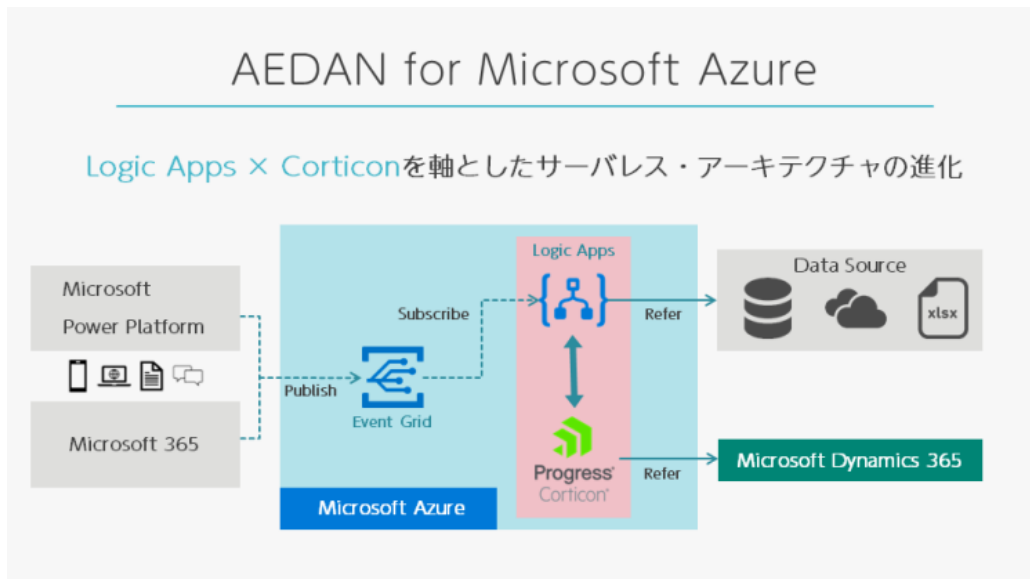 AEDAN for Microsoft Azure
Logic Apps × Corticonを軸としたサーバレス・アーキテクチャの進化
Microsoft
Power Platform
Microsoft 365
Publish
Event Grid
Subscribe
Logic Apps
Progress®
Corticon®
Microsoft Azure
Refer
Data Source
xlsx
Refer
Microsoft Dynamics 365